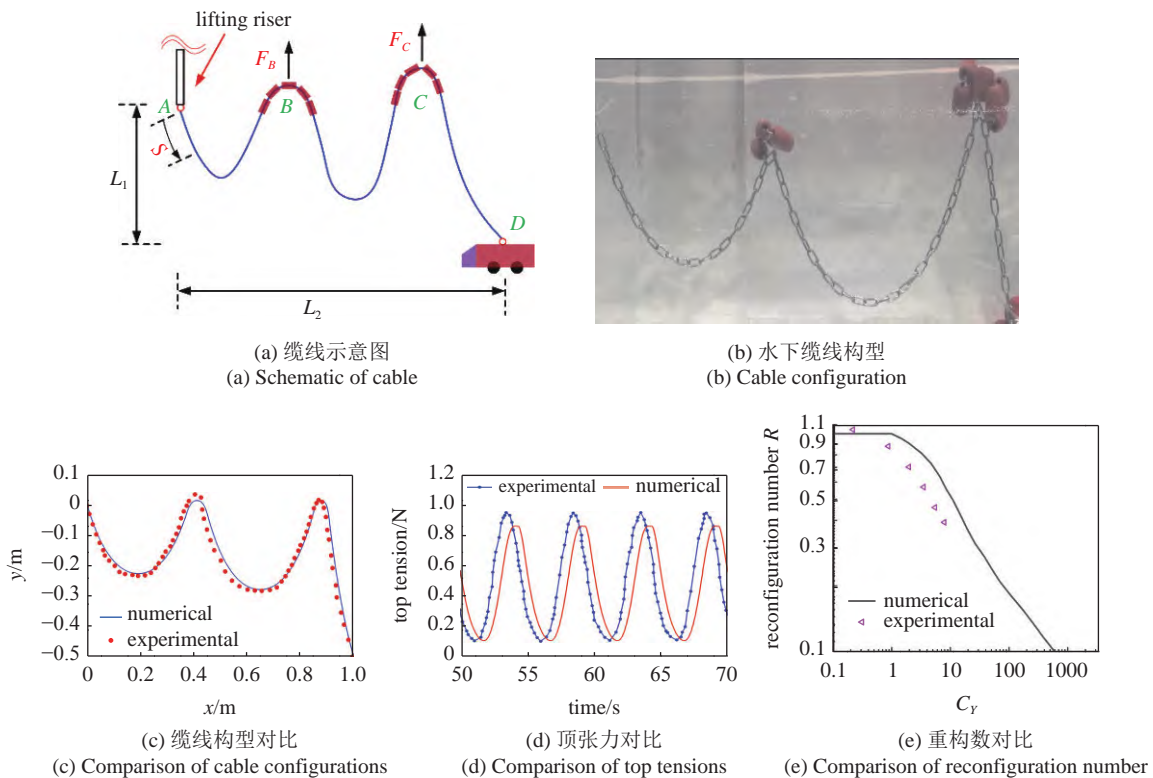 lifting riser
F_B
F_C
A
B
C
S
L_1
D
L_2
(a) 缆线示意图
(a) Schematic of cable
(b) 水下缆线构型
(b) Cable configuration
0.1
0
−0.1
−0.2
−0.3
−0.4
−0.5
y/m
numerical
experimental
0 0.2 0.4 0.6 0.8 1.0
x/m
(c) 缆线构型对比
(c) Comparison of cable configurations
1.2
1.0
0.8
0.6
0.4
0.2
0
top tension/N
experimental numerical
50 55 60 65 70
time/s
(d) 顶张力对比
(d) Comparison of top tensions
1.1
0.9
0.7
0.5
0.3
0.1
reconfiguration number R
numerical
experimental
0.1 1 10 100 1000
C_Y
(e) 重构数对比
(e) Comparison of reconfiguration number